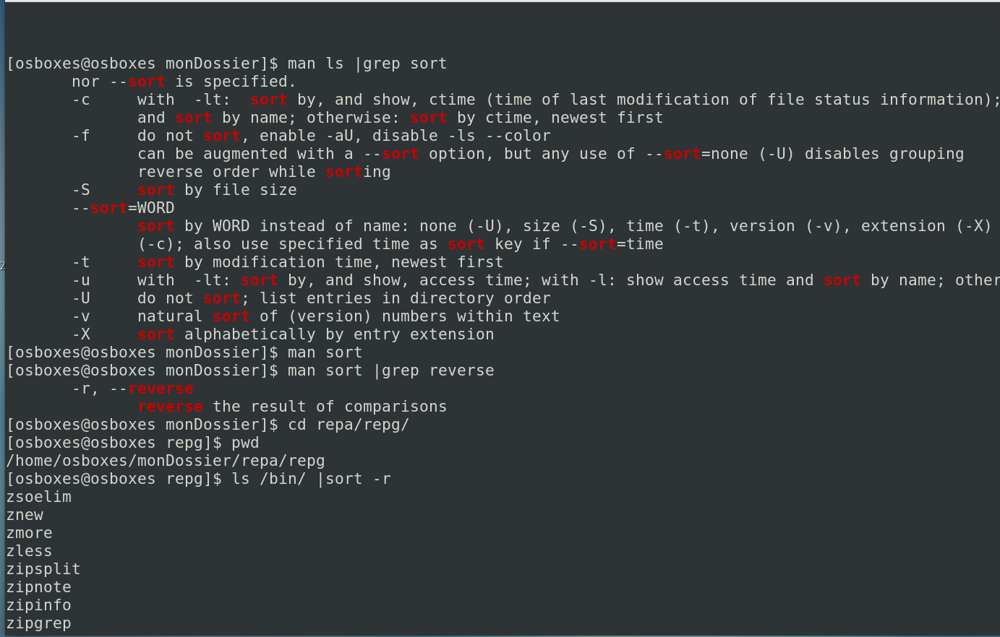 [osboxes@osboxes monDossier]$ man ls |grep sort
       nor --sort is specified.
       -c     with  -lt:  sort by, and show, ctime (time of last modification of file status information);
              and sort by name; otherwise: sort by ctime, newest first
       -f     do not sort, enable -aU, disable -ls --color
              can be augmented with a --sort option, but any use of --sort=none (-U) disables grouping
              reverse order while sorting
       -S     sort by file size
       --sort=WORD
              sort by WORD instead of name: none (-U), size (-S), time (-t), version (-v), extension (-X)
              (-c); also use specified time as sort key if --sort=time
       -t     sort by modification time, newest first
2
       -u     with  -lt: sort by, and show, access time; with -l: show access time and sort by name; other
       -U     do not sort; list entries in directory order
       -v     natural sort of (version) numbers within text
       -X     sort alphabetically by entry extension
[osboxes@osboxes monDossier]$ man sort
[osboxes@osboxes monDossier]$ man sort |grep reverse
       -r, --reverse
              reverse the result of comparisons
[osboxes@osboxes monDossier]$ cd repa/repg/
[osboxes@osboxes repg]$ pwd
/home/osboxes/monDossier/repa/repg
[osboxes@osboxes repg]$ ls /bin/ |sort -r
zsoelim
znew
zmore
zless
zipsplit
zipnote
zipinfo
zipgrep